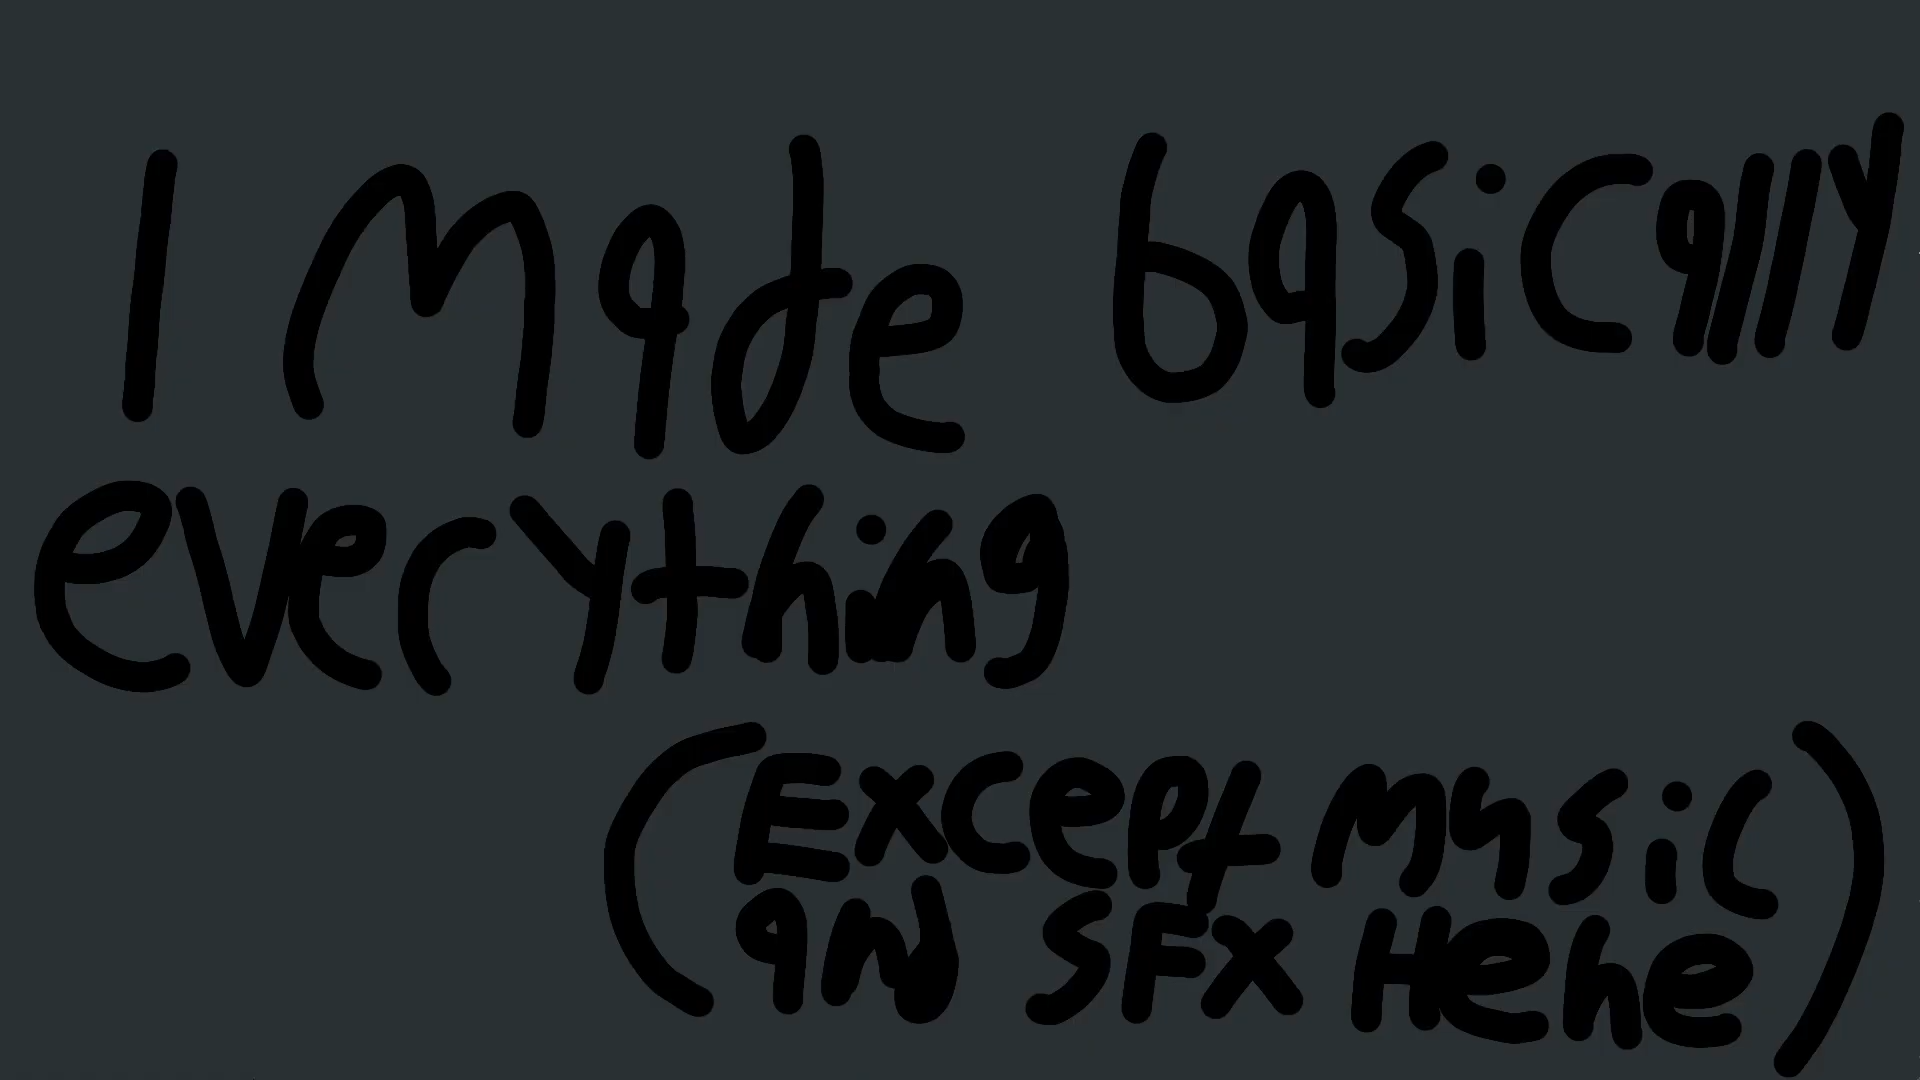 I made basically
everything
(Except music
and SFX Hehe)